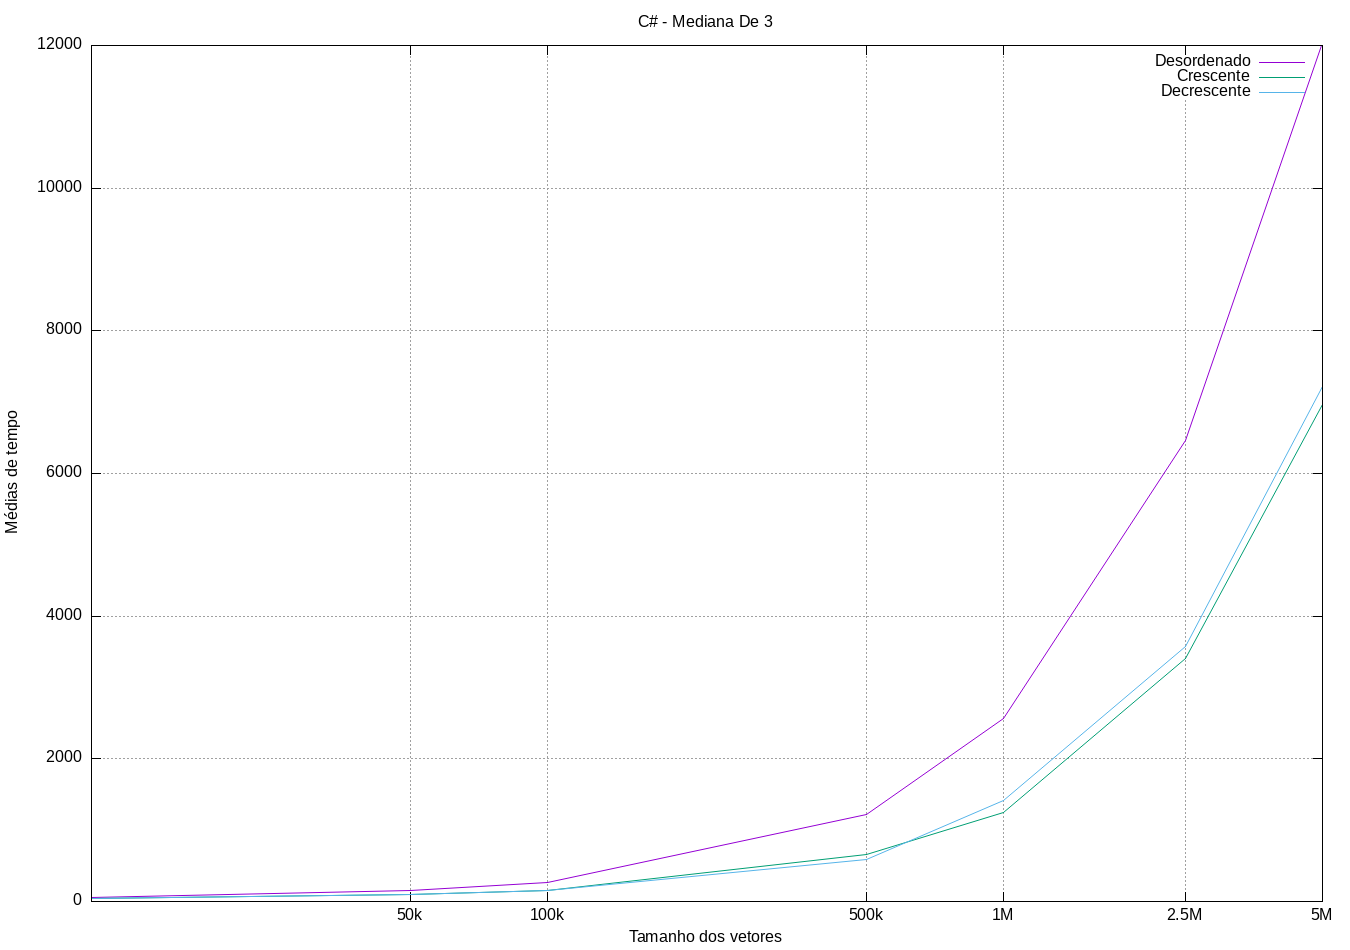 C# - Mediana De 3
12000
10000
8000
6000
4000
2000
0
Médias de tempo
Desordenado
Crescente
Decrescente
50k 100k 500k 1M 2.5M 5M
Tamanho dos vetores